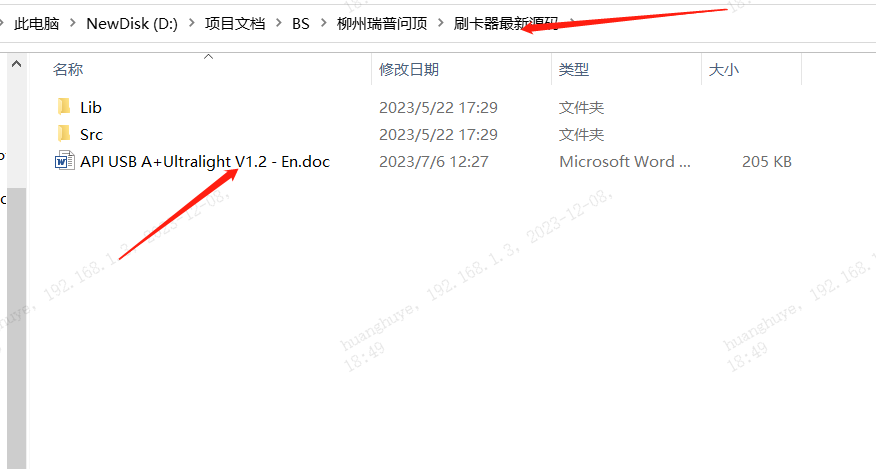 此电脑 > NewDisk (D:) > 项目文档 > BS > 柳州瑞普问顶 > 刷卡器最新源码
名称 修改日期 类型 大小
Lib 2023/5/22 17:29 文件夹
Src 2023/5/22 17:29 文件夹
API USB A+Ultralight V1.2 - En.doc 2023/7/6 12:27 Microsoft Word ... 205 KB
huanghuye, 192.168.1.3, 2023-12-08,
18:49
huanghuye, 192.168.1.3, 2023-12-08,
18:49
huanghuye, 192.168.1
18:49